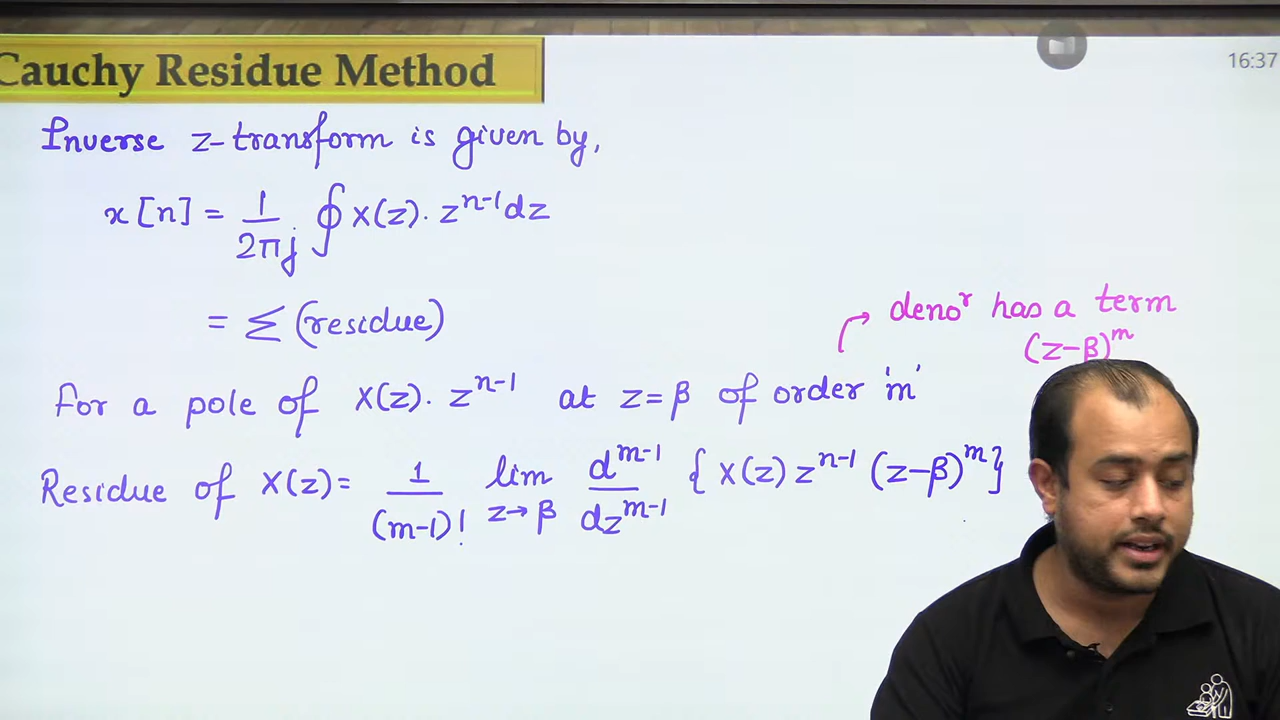 Cauchy Residue Method
16:37
Inverse z-transform is given by,
x[n] = 1/2πj ∮ X(z). z^{n-1} dz
= Σ (residue)
deno^r has a term
(z-β)^m
For a pole of X(z). z^{n-1} at z=β of order 'm'
Residue of X(z) = 1/(m-1)! lim_{z→β} d^{m-1}/dz^{m-1} { X(z) z^{n-1} (z-β)^m }